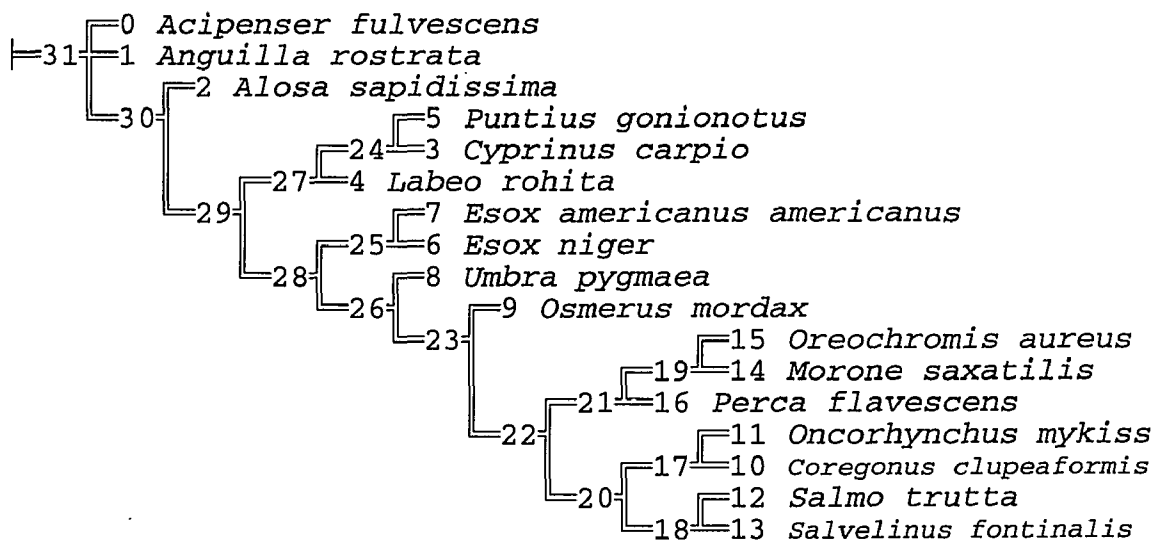 0 Acipenser fulvescens
31 1 Anguilla rostrata
2 Alosa sapidissima
30
5 Puntius gonionotus
24 3 Cyprinus carpio
27 4 Labeo rohita
29 7 Esox americanus americanus
25 6 Esox niger
28 8 Umbra pygmaea
26 9 Osmerus mordax
23 15 Oreochromis aureus
19 14 Morone saxatilis
21 16 Perca flavescens
22 11 Oncorhynchus mykiss
17 10 Coregonus clupeaformis
20 12 Salmo trutta
18 13 Salvelinus fontinalis